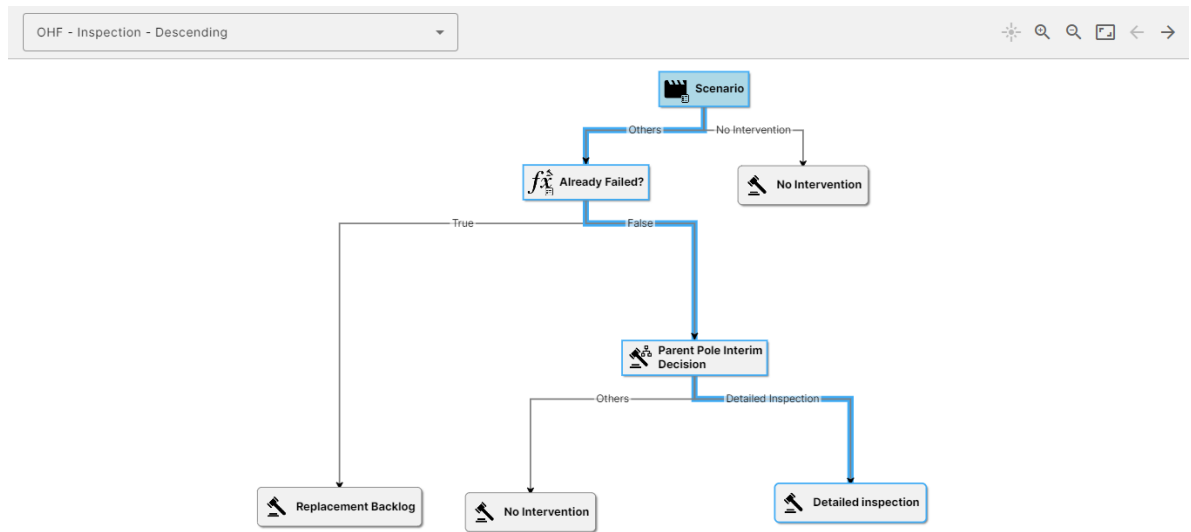 OHF - Inspection - Descending
Scenario
Others
No Intervention
Already Failed?
No Intervention
True
False
Parent Pole Interim
Decision
Others
Detailed Inspection
Replacement Backlog
No Intervention
Detailed inspection